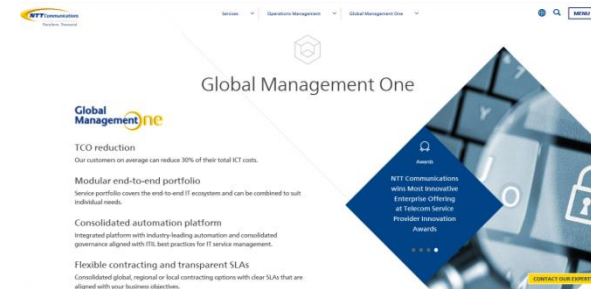 NTT Communications
Transform. Transcend.
Services
Operations Management
Global Management One
MENU
Global Management One
Global
Management One
TCO reduction
Our customers on average can reduce 30% of their total ICT costs.
Modular end-to-end portfolio
Service portfolio covers the end-to-end IT ecosystem and can be combined to suit
individual needs.
Consolidated automation platform
Integrated platform with industry-leading automation and consolidated
governance aligned with ITIL best practices for IT service management.
Flexible contracting and transparent SLAs
Consolidated global, regional or local contracting options with clear SLAs that are
aligned with your business objectives.
Awards
NTT Communications
wins Most Innovative
Enterprise Offering
at Telecom Service
Provider Innovation
Awards
CONTACT OUR EXPERTS